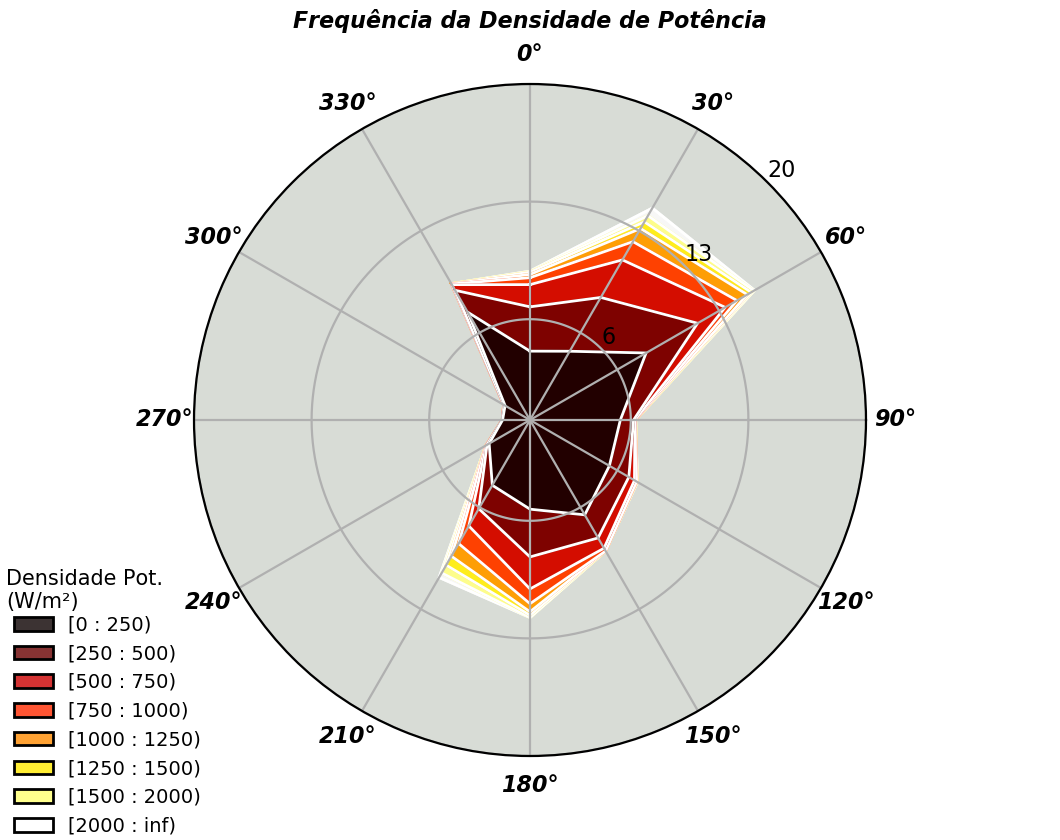 Frequência da Densidade de Potência
0°
330°
30°
20
300°
60°
13
6
270°
90°
Densidade Pot.
(W/m²)
240°
120°
[0 : 250)
[250 : 500)
[500 : 750)
[750 : 1000)
210°
150°
[1000 : 1250)
[1250 : 1500)
180°
[1500 : 2000)
[2000 : inf)